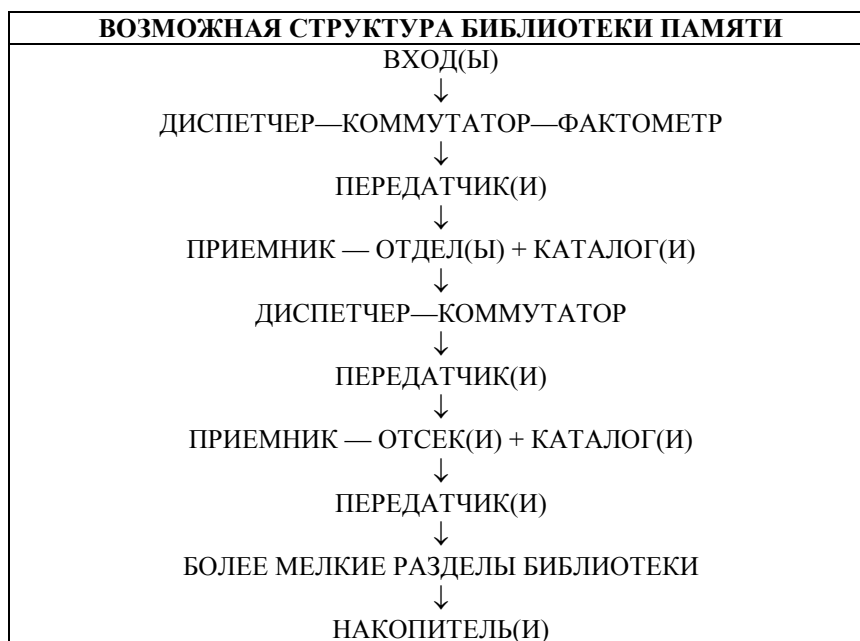 ВОЗМОЖНАЯ СТРУКТУРА БИБЛИОТЕКИ ПАМЯТИ
ВХОД(Ы)
↓
ДИСПЕТЧЕР—КОММУТАТОР—ФАКТОМЕТР
↓
ПЕРЕДАТЧИК(И)
↓
ПРИЕМНИК — ОТДЕЛ(Ы) + КАТАЛОГ(И)
↓
ДИСПЕТЧЕР—КОММУТАТОР
↓
ПЕРЕДАТЧИК(И)
↓
ПРИЕМНИК — ОТСЕК(И) + КАТАЛОГ(И)
↓
ПЕРЕДАТЧИК(И)
↓
БОЛЕЕ МЕЛКИЕ РАЗДЕЛЫ БИБЛИОТЕКИ
↓
НАКОПИТЕЛЬ(И)